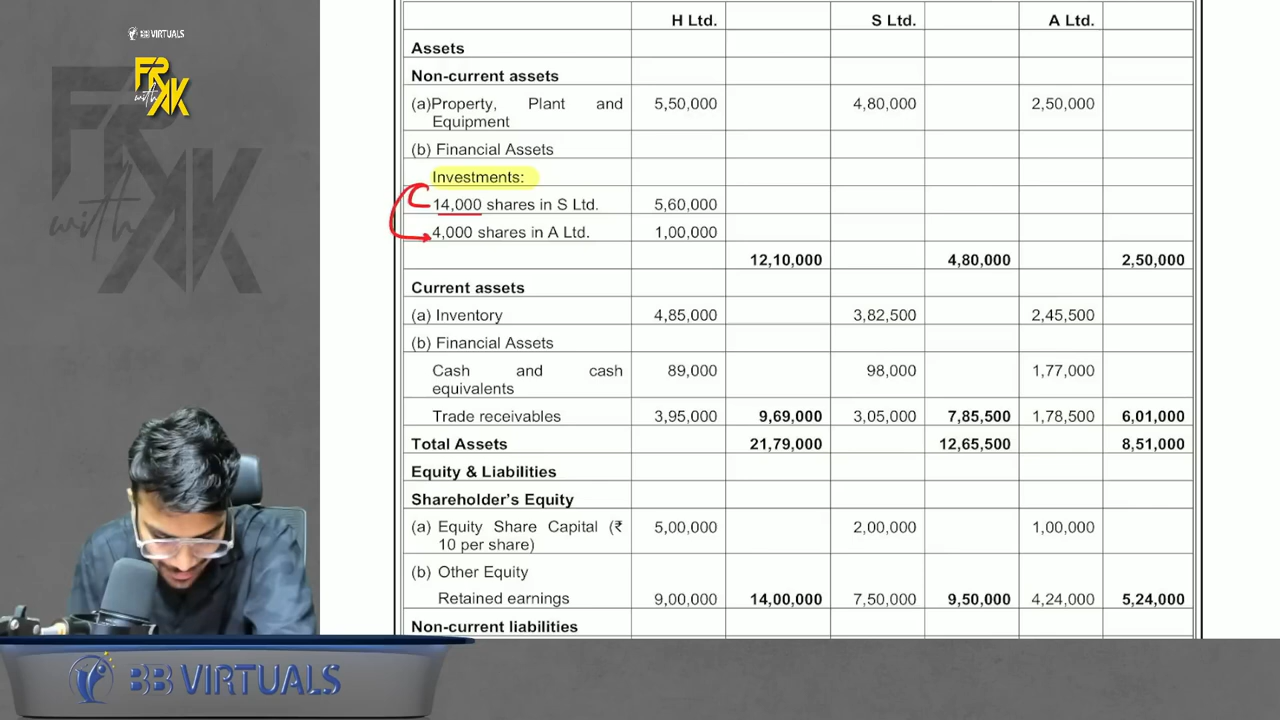 BB VIRTUALS
FR
with
AK
H Ltd. S Ltd. A Ltd.
Assets
Non-current assets
(a)Property, Plant and 5,50,000 4,80,000 2,50,000
Equipment
(b) Financial Assets
Investments:
14,000 shares in S Ltd. 5,60,000
4,000 shares in A Ltd. 1,00,000
12,10,000 4,80,000 2,50,000
Current assets
(a) Inventory 4,85,000 3,82,500 2,45,500
(b) Financial Assets
Cash and cash 89,000 98,000 1,77,000
equivalents
Trade receivables 3,95,000 9,69,000 3,05,000 7,85,500 1,78,500 6,01,000
Total Assets 21,79,000 12,65,500 8,51,000
Equity & Liabilities
Shareholder's Equity
(a) Equity Share Capital (₹ 5,00,000 2,00,000 1,00,000
10 per share)
(b) Other Equity
Retained earnings 9,00,000 14,00,000 7,50,000 9,50,000 4,24,000 5,24,000
Non-current liabilities
BB VIRTUALS